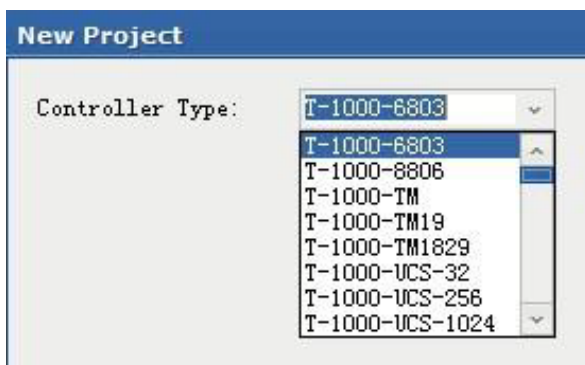 New Project
Controller Type: T-1000-6803
T-1000-6803
T-1000-8806
T-1000-TM
T-1000-TM19
T-1000-TM1829
T-1000-UCS-32
T-1000-UCS-256
T-1000-UCS-1024